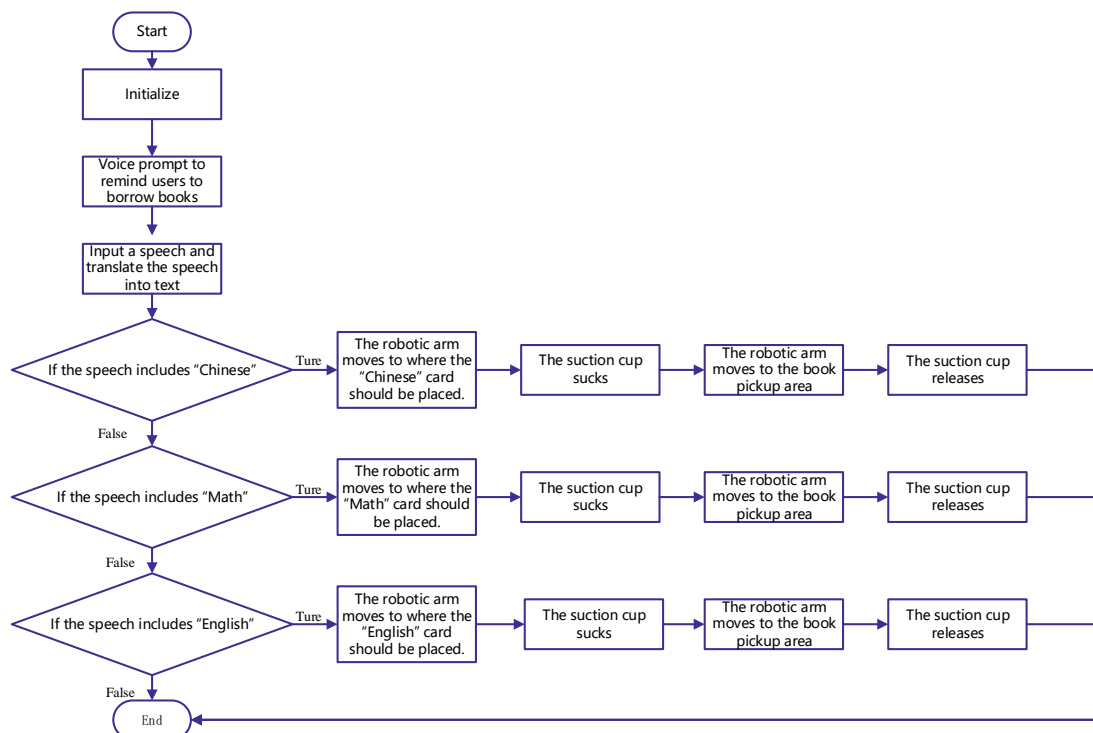 Start
Initialize
Voice prompt to
remind users to
borrow books
Input a speech and
translate the speech
into text
If the speech includes “Chinese”
Ture
The robotic arm
moves to where the
“Chinese” card
should be placed.
The suction cup
sucks
The robotic arm
moves to the book
pickup area
The suction cup
releases
False
If the speech includes “Math”
Ture
The robotic arm
moves to where the
“Math” card should
be placed.
The suction cup
sucks
The robotic arm
moves to the book
pickup area
The suction cup
releases
False
If the speech includes “English”
Ture
The robotic arm
moves to where the
“English” card
should be placed.
The suction cup
sucks
The robotic arm
moves to the book
pickup area
The suction cup
releases
False
End